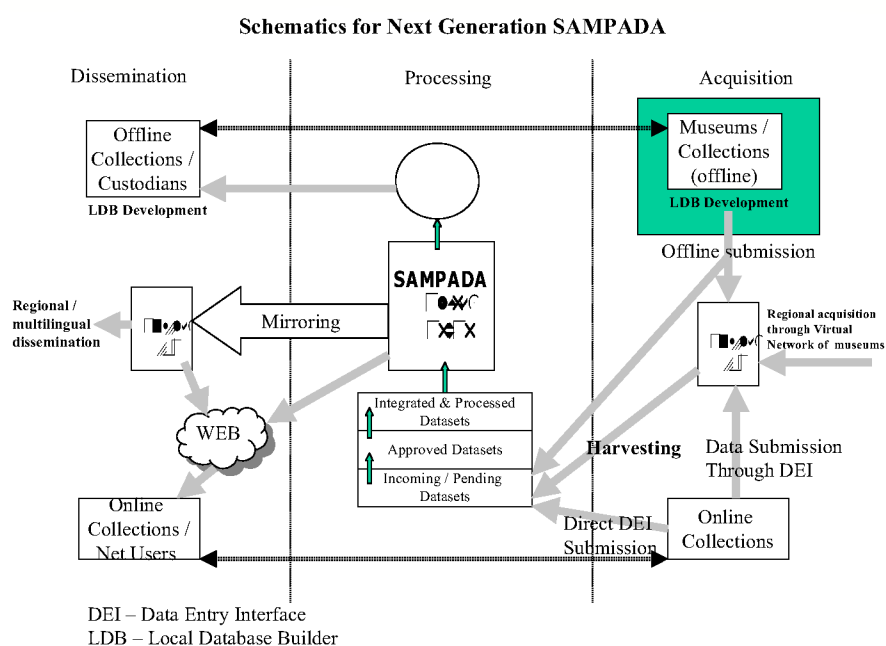 Schematics for Next Generation SAMPADA
Dissemination
Processing
Acquisition
Offline
Collections /
Custodians
LDB Development
Museums /
Collections
(offline)
LDB Development
Offline submission
SAMPADA
Regional /
multilingual
dissemination
Mirroring
Regional acquisition
through Virtual
Network of museums
WEB
Integrated & Processed
Datasets
Approved Datasets
Incoming / Pending
Datasets
Harvesting
Data Submission
Through DEI
Online
Collections /
Net Users
Direct DEI
Submission
Online
Collections
DEI – Data Entry Interface
LDB – Local Database Builder